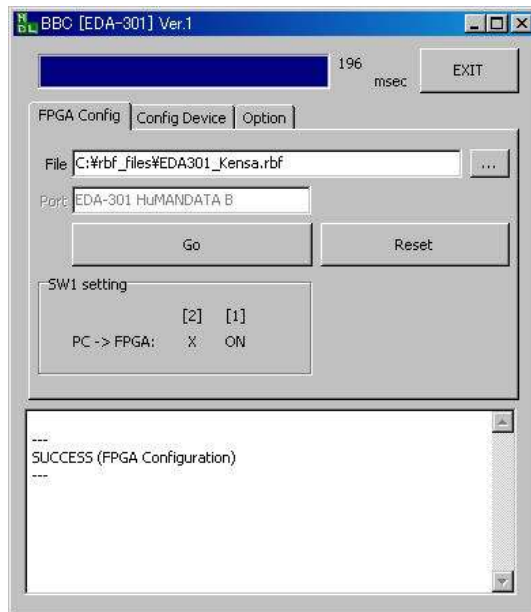 HDL BBC [EDA-301] Ver.1
196 msec
EXIT
FPGA Config Config Device Option
File C:¥rbf_files¥EDA301_Kensa.rbf ...
Port EDA-301 HuMANDATA B
Go Reset
SW1 setting
[2] [1]
PC -> FPGA: X ON
---
SUCCESS (FPGA Configuration)
---